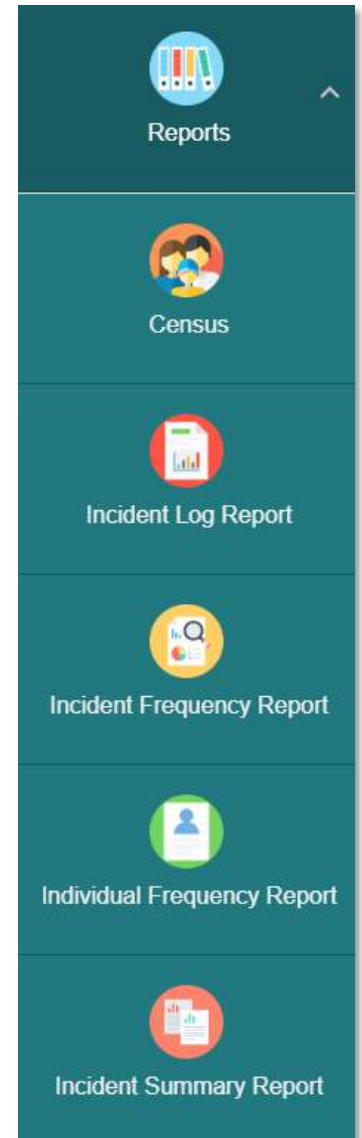 Reports
Census
Incident Log Report
Incident Frequency Report
Individual Frequency Report
Incident Summary Report